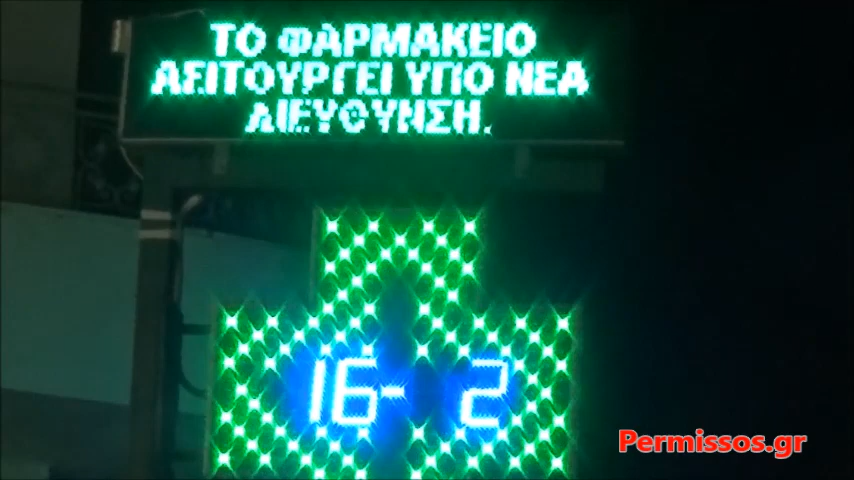 ΤΟ ΦΑΡΜΑΚΕΙΟ
ΛΕΙΤΟΥΡΓΕΙ ΥΠΟ ΝΕΑ
ΔΙΕΥΘΥΝΣΗ.
16- 2
Permissos.gr